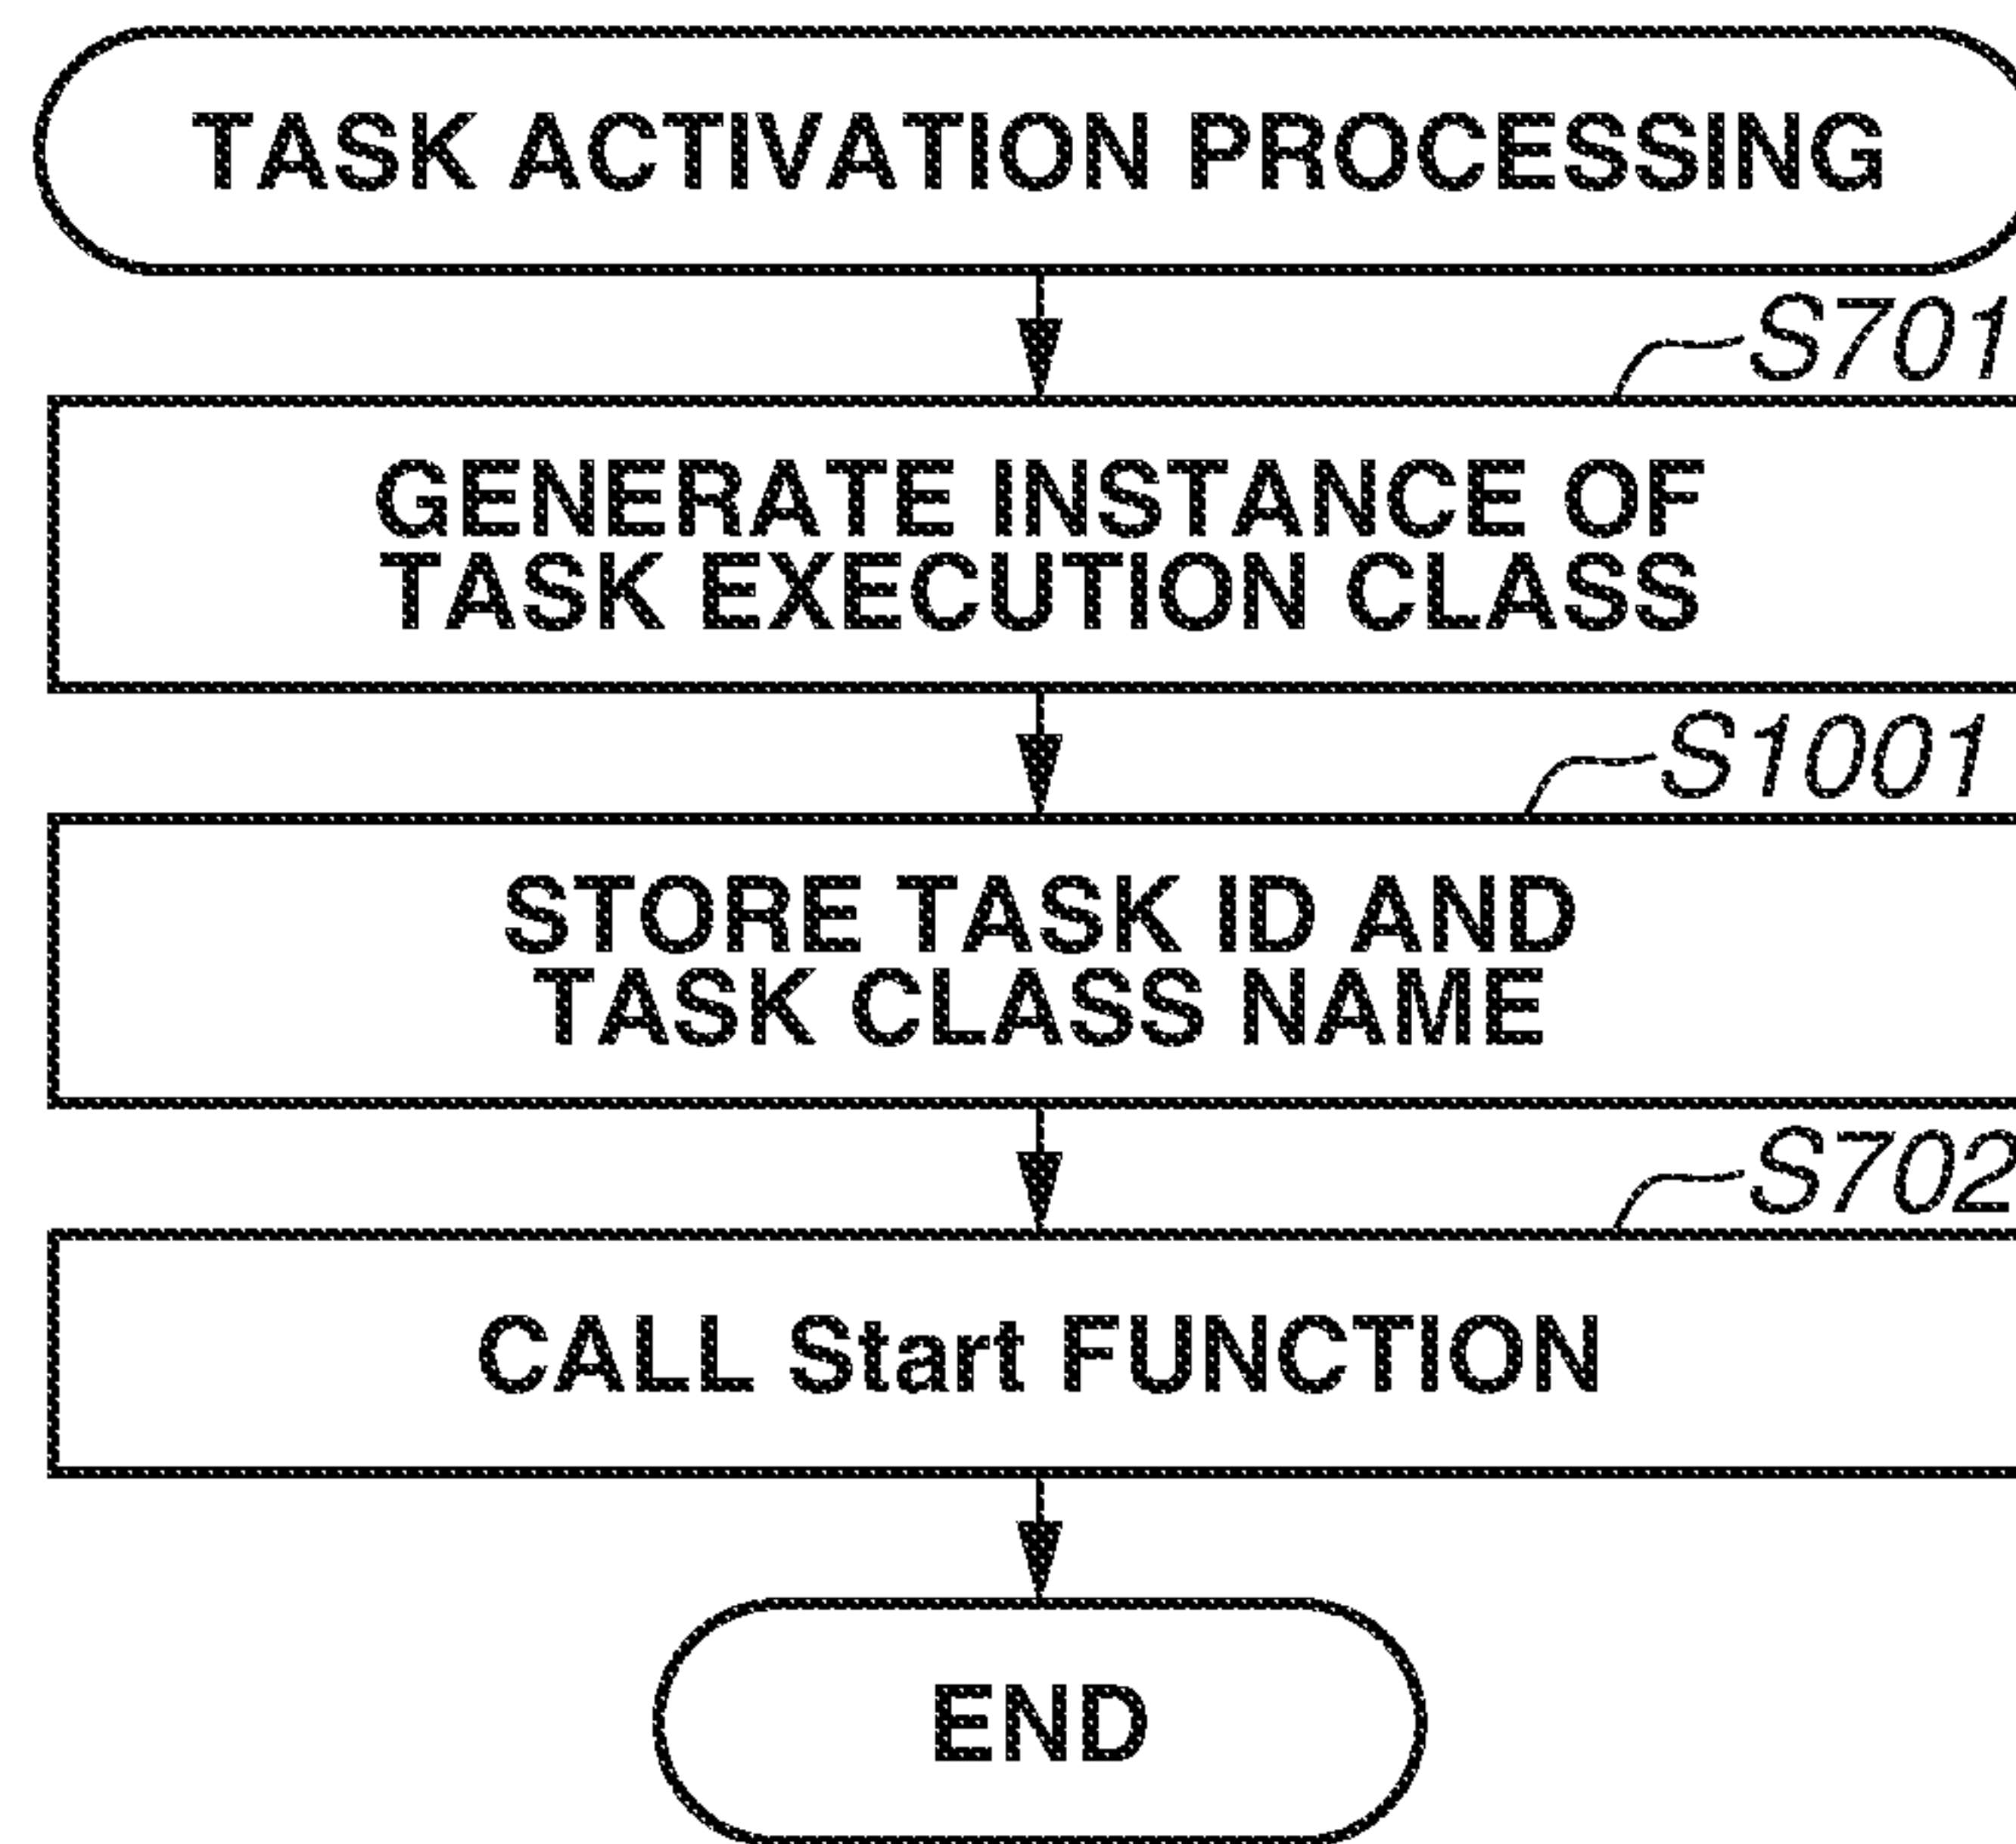 TASK ACTIVATION PROCESSING
S701
GENERATE INSTANCE OF
TASK EXECUTION CLASS
S1001
STORE TASK ID AND
TASK CLASS NAME
S702
CALL Start FUNCTION
END